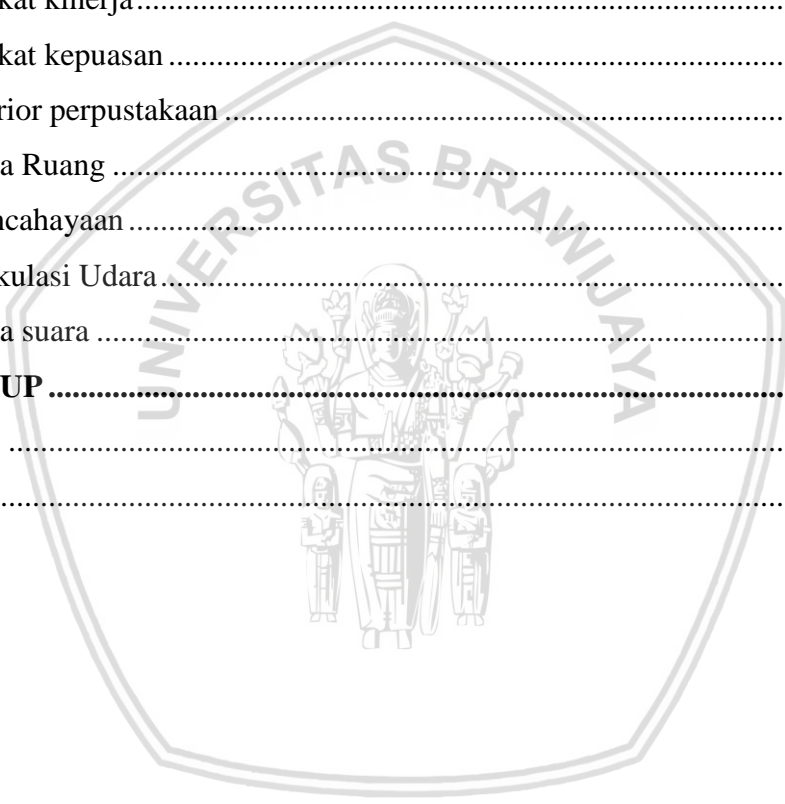 kat kinerja........................................................................................
kat kepuasan....................................................................................
rior perpustakaan............................................................................
a Ruang...........................................................................................
ncahayaan........................................................................................
kulasi Udara....................................................................................
a suara.............................................................................................
UP....................................................................................................
.........................................................................................................
.........................................................................................................
UNIVERSITAS BRAWIJAYA